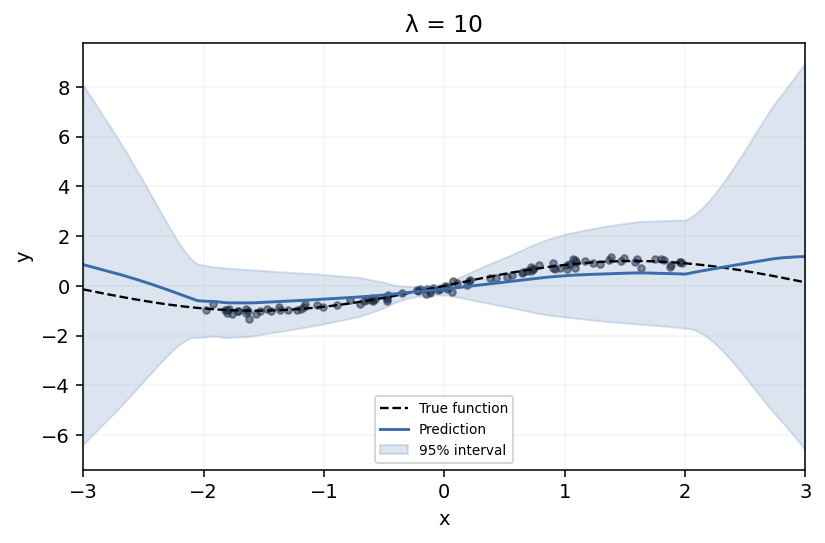 λ = 10
y
8
6
4
2
0
−2
−4
−6
True function
Prediction
95% interval
−3 −2 −1 0 1 2 3
x